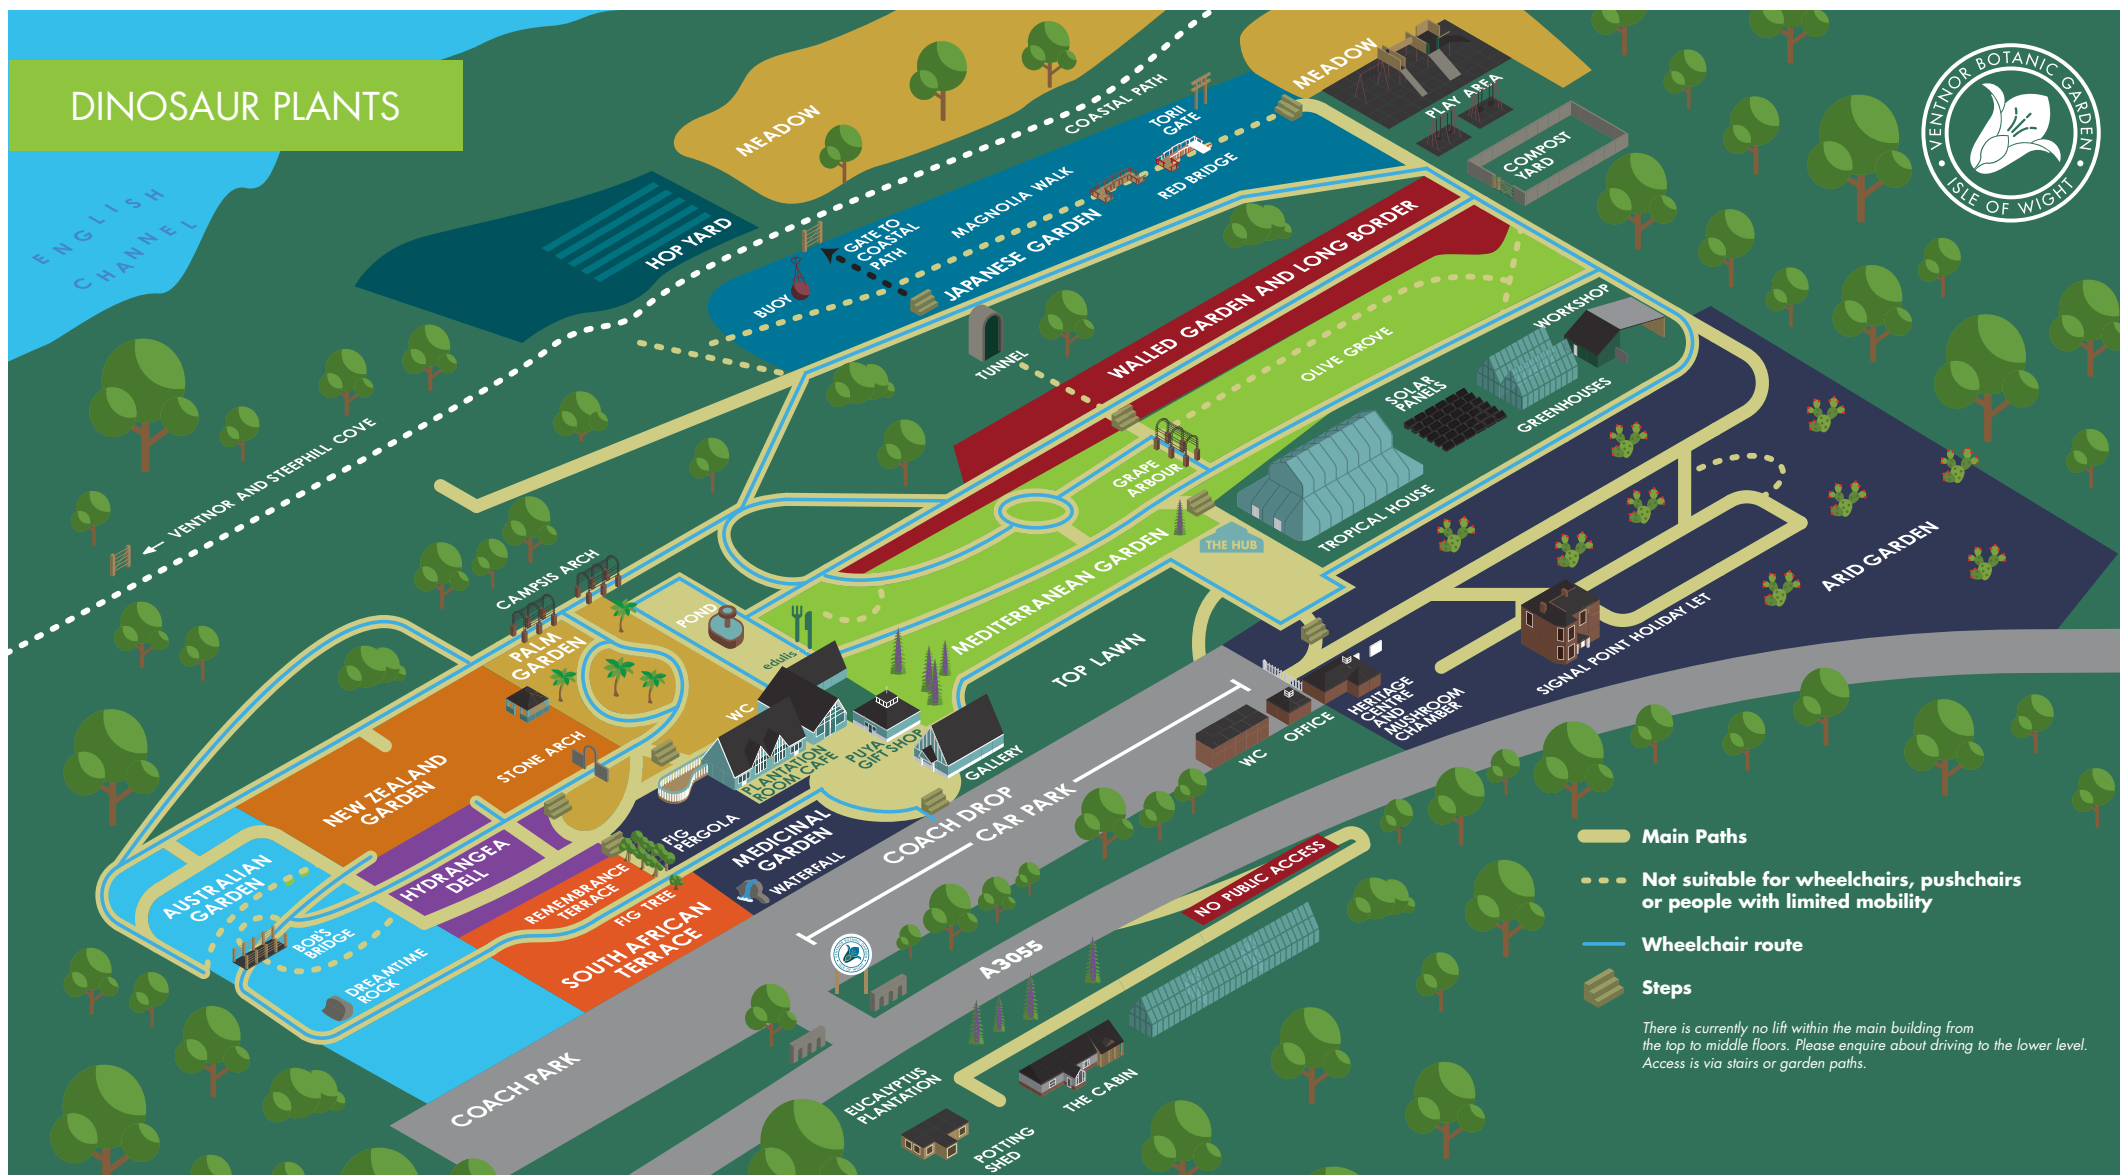 DINOSAUR PLANTS
ENGLISH
CHANNEL
MEADOW
MEADOW
PLAY AREA
COMPOST
YARD
VENTNOR BOTANIC GARDEN
ISLE OF WIGHT
COASTAL PATH
TORII
GATE
RED BRIDGE
MAGNOLIA WALK
GATE TO
COASTAL
PATH
JAPANESE GARDEN
BUOY
HOP YARD
TUNNEL
WALLED GARDEN AND LONG BORDER
OLIVE GROVE
WORKSHOP
SOLAR
PANELS
GREENHOUSES
TROPICAL HOUSE
GRAPE
ARBOUR
THE HUB
MEDITERRANEAN GARDEN
VENTNOR AND STEEPHILL COVE
CAMPSIS ARCH
POND
edulis
PALM
GARDEN
WC
STONE ARCH
NEW ZEALAND
GARDEN
PLANTATION
ROOM CAFE
PUYA
GIFT SHOP
GALLERY
TOP LAWN
ARID GARDEN
SIGNAL POINT HOLIDAY LET
HERITAGE
CENTRE
AND
MUSHROOM
CHAMBER
OFFICE
WC
COACH DROP
CAR PARK
FIG
PERGOLA
MEDICINAL
GARDEN
WATERFALL
HYDRANGEA
DELL
REMEMBRANCE
TERRACE
FIG TREE
SOUTH AFRICAN
TERRACE
AUSTRALIAN
GARDEN
BOB'S
BRIDGE
DREAMTIME
ROCK
COACH PARK
A3055
NO PUBLIC ACCESS
EUCALYPTUS
PLANTATION
THE CABIN
POTTING
SHED
Main Paths
Not suitable for wheelchairs, pushchairs
or people with limited mobility
Wheelchair route
Steps
There is currently no lift within the main building from
the top to middle floors. Please enquire about driving to the lower level.
Access is via stairs or garden paths.